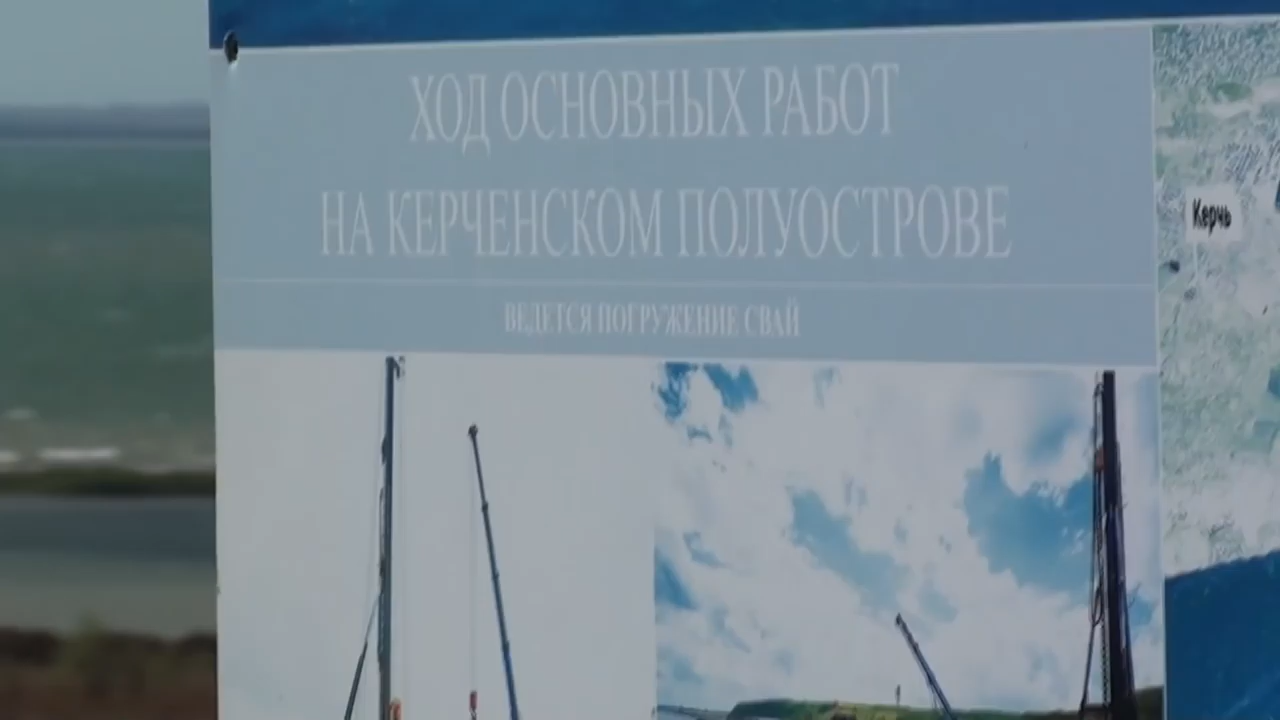 ХОД ОСНОВНЫХ РАБОТ
НА КЕРЧЕНСКОМ ПОЛУОСТРОВЕ
ВЕДЕТСЯ ПОГРУЖЕНИЕ СВАЙ
Керчь